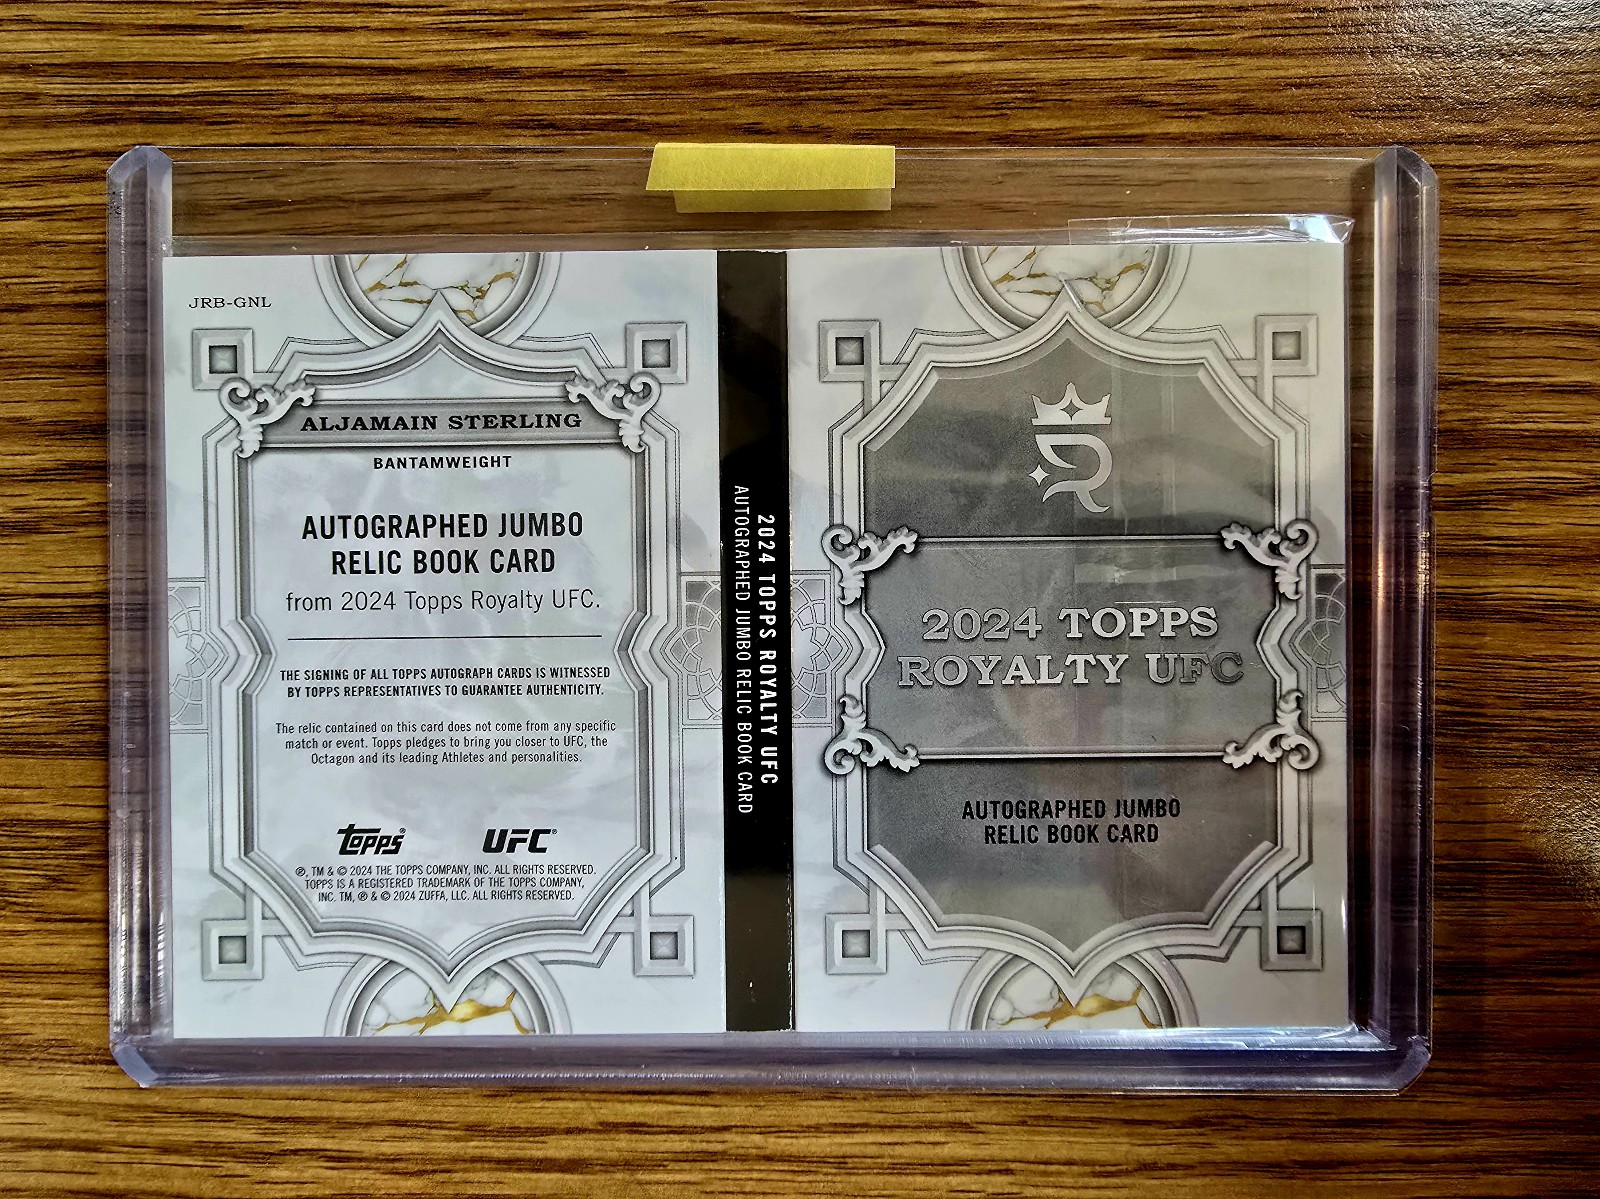 JRB-GNL
ALJAMAIN STERLING
BANTAMWEIGHT
AUTOGRAPHED JUMBO
RELIC BOOK CARD
from 2024 Topps Royalty UFC.
THE SIGNING OF ALL TOPPS AUTOGRAPH CARDS IS WITNESSED
BY TOPPS REPRESENTATIVES TO GUARANTEE AUTHENTICITY.
The relic contained on this card does not come from any specific
match or event. Topps pledges to bring you closer to UFC, the
Octagon and its leading Athletes and personalities.
Topps® UFC®
℗, TM & © 2024 THE TOPPS COMPANY, INC. ALL RIGHTS RESERVED.
TOPPS IS A REGISTERED TRADEMARK OF THE TOPPS COMPANY,
INC. TM, ℗ & © 2024 ZUFFA, LLC. ALL RIGHTS RESERVED.
2024 TOPPS ROYALTY UFC
AUTOGRAPHED JUMBO RELIC BOOK CARD
2024 TOPPS
ROYALTY UFC
AUTOGRAPHED JUMBO
RELIC BOOK CARD